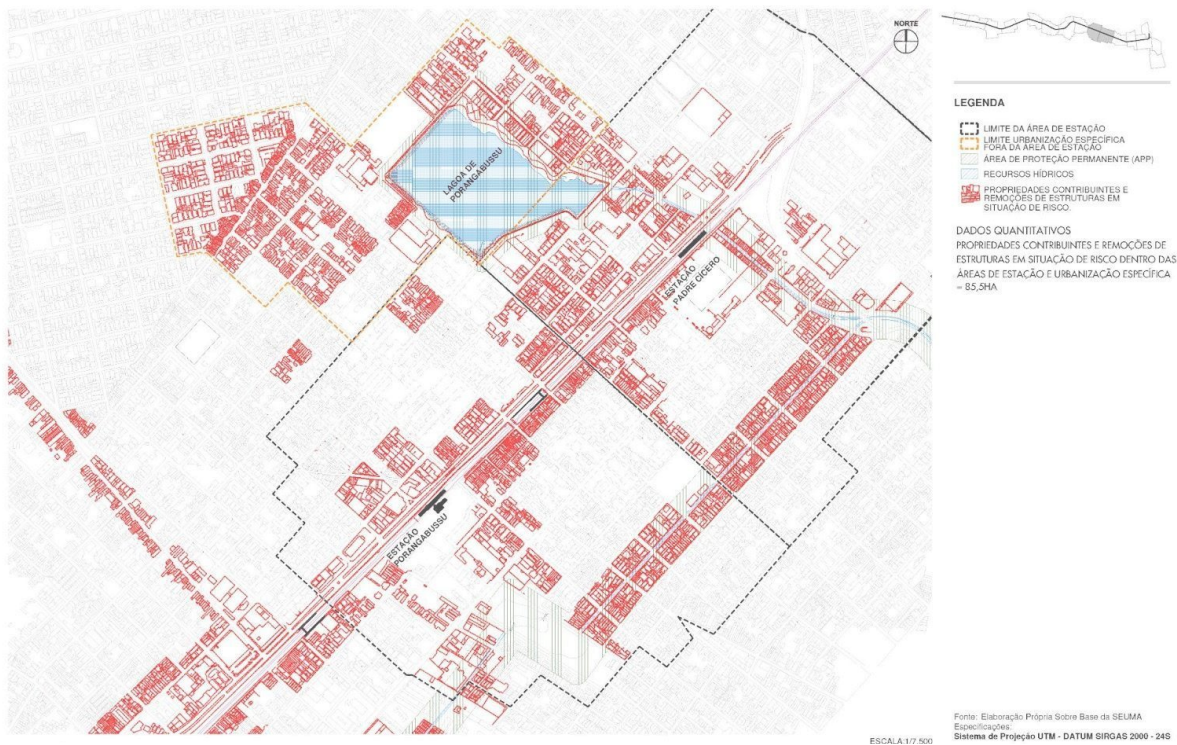 NORTE
LAGOA DE
PORANGABUSSU
ESTAÇÃO
PADRE CÍCERO
ESTAÇÃO
PORANGABUSSU
ESCALA:1/7.500
LEGENDA
LIMITE DA ÁREA DE ESTAÇÃO
LIMITE URBANIZAÇÃO ESPECÍFICA
FORA DA ÁREA DE ESTAÇÃO
ÁREA DE PROTEÇÃO PERMANENTE (APP)
RECURSOS HÍDRICOS
PROPRIEDADES CONTRIBUINTES E
REMOÇÕES DE ESTRUTURAS EM
SITUAÇÃO DE RISCO.
DADOS QUANTITATIVOS
PROPRIEDADES CONTRIBUINTES E REMOÇÕES DE
ESTRUTURAS EM SITUAÇÃO DE RISCO DENTRO DAS
ÁREAS DE ESTAÇÃO E URBANIZAÇÃO ESPECÍFICA
– 85,5HA
Fonte: Elaboração Própria Sobre Base da SEUMA
Especificações:
Sistema de Projeção UTM - DATUM SIRGAS 2000 - 24S